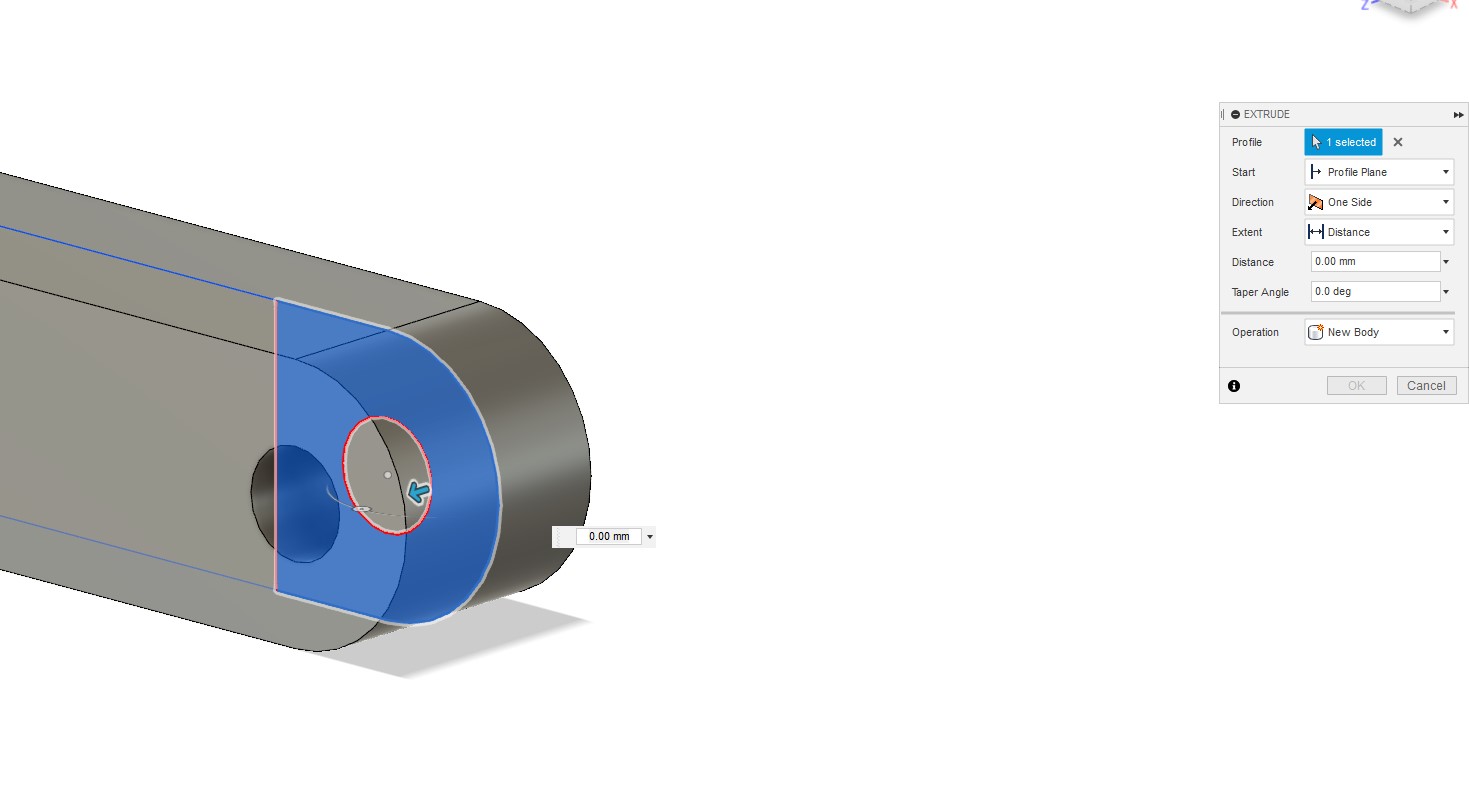 Z X
EXTRUDE
Profile 1 selected
Start Profile Plane
Direction One Side
Extent Distance
Distance 0.00 mm
Taper Angle 0.0 deg
Operation New Body
OK Cancel
0.00 mm